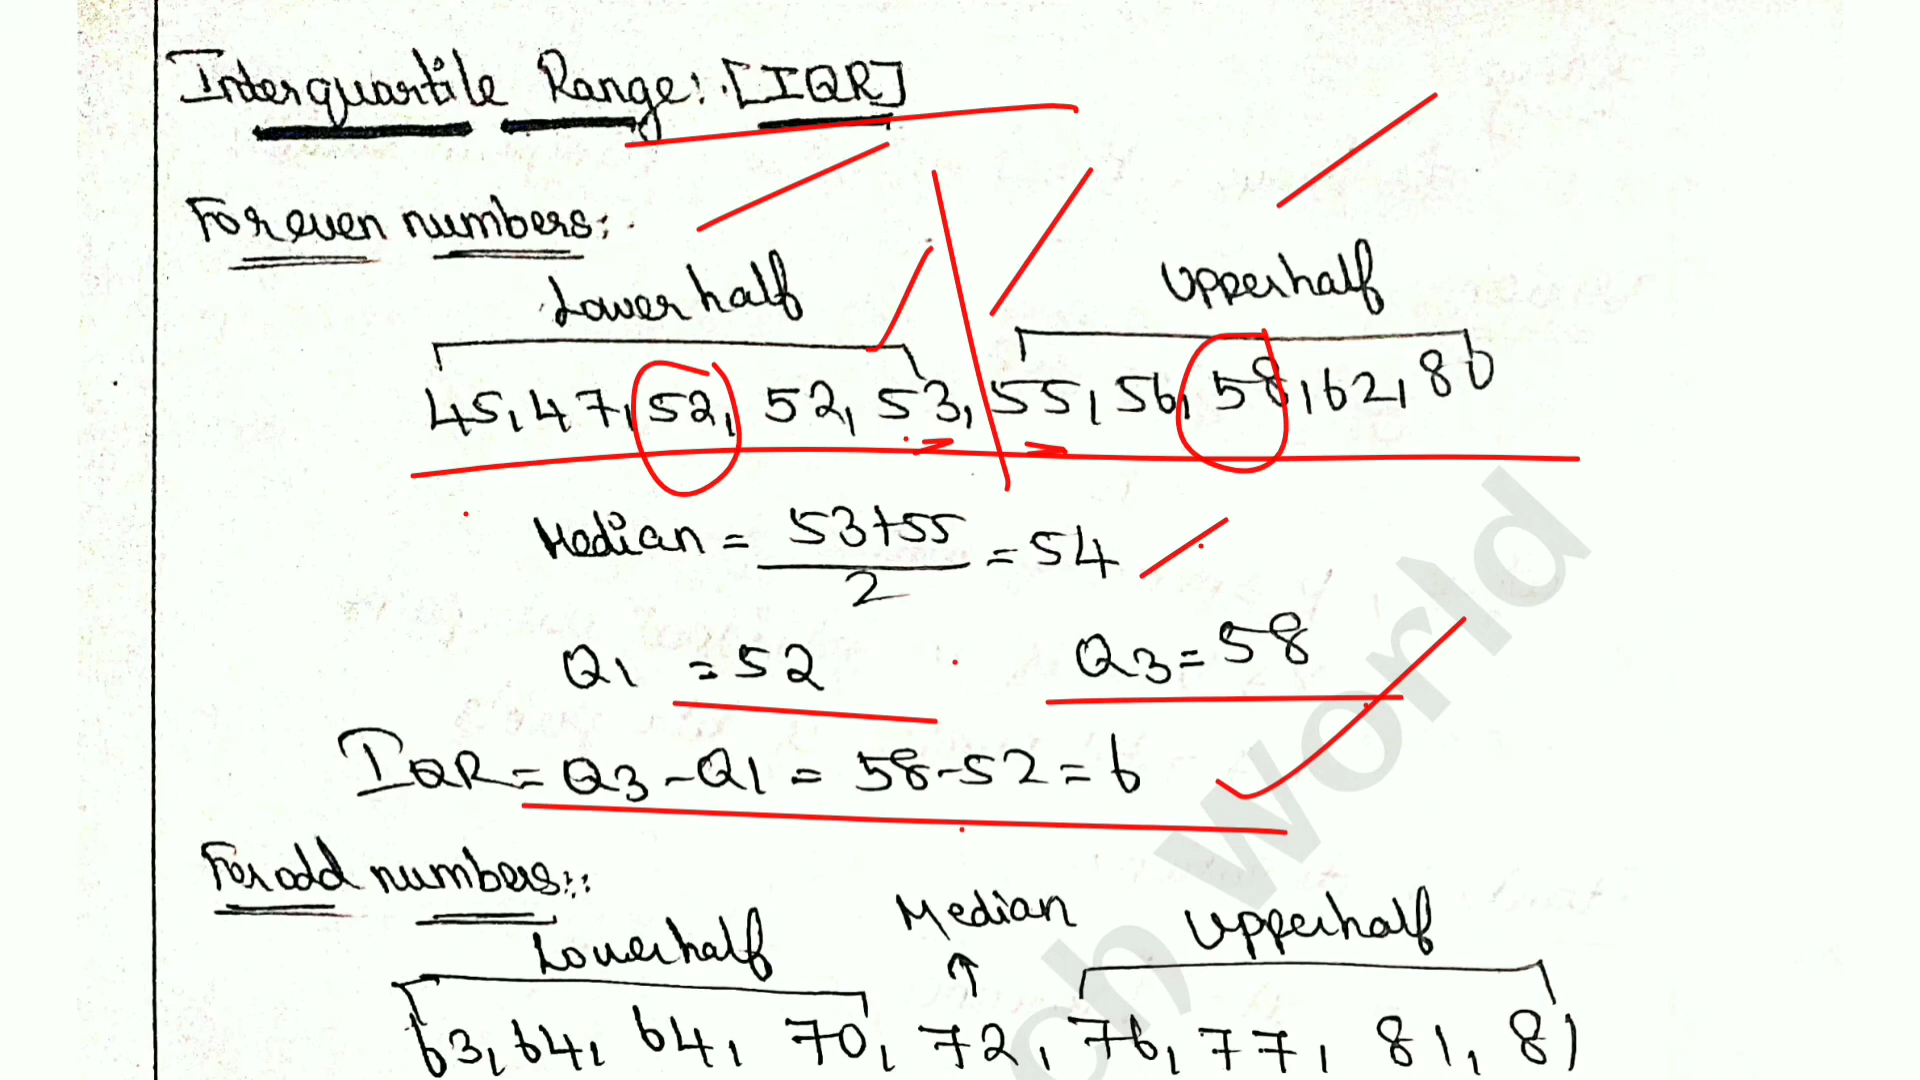 Interquartile Range:. [IQR]
For even numbers:
Lower half Upper half
45, 47, 52, 52, 53, 55, 56, 58, 62, 80
Median = 53+55 / 2 = 54
Q1 = 52 Q3 = 58
IQR = Q3 - Q1 = 58 - 52 = 6
For odd numbers::
Lower half Median Upper half
↑
63, 64, 64, 70, 72, 76, 77, 81, 81
ch world